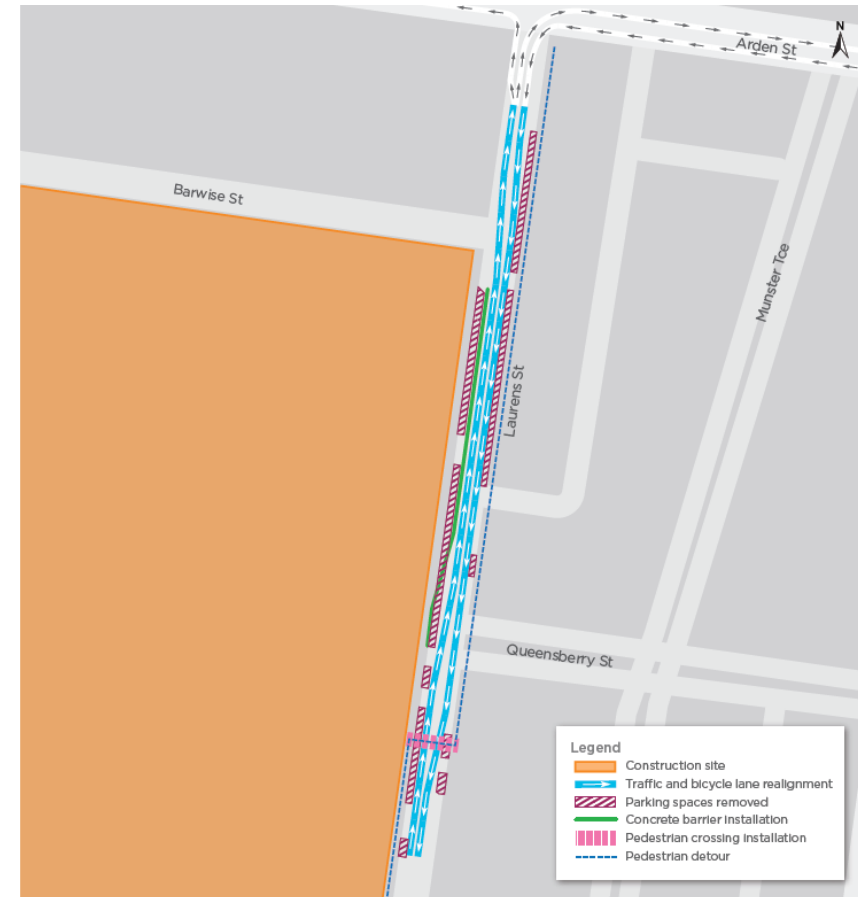 N
Arden St
Barwise St
Munster Tce
Laurens St
Queensberry St
Legend
Construction site
Traffic and bicycle lane realignment
Parking spaces removed
Concrete barrier installation
Pedestrian crossing installation
Pedestrian detour